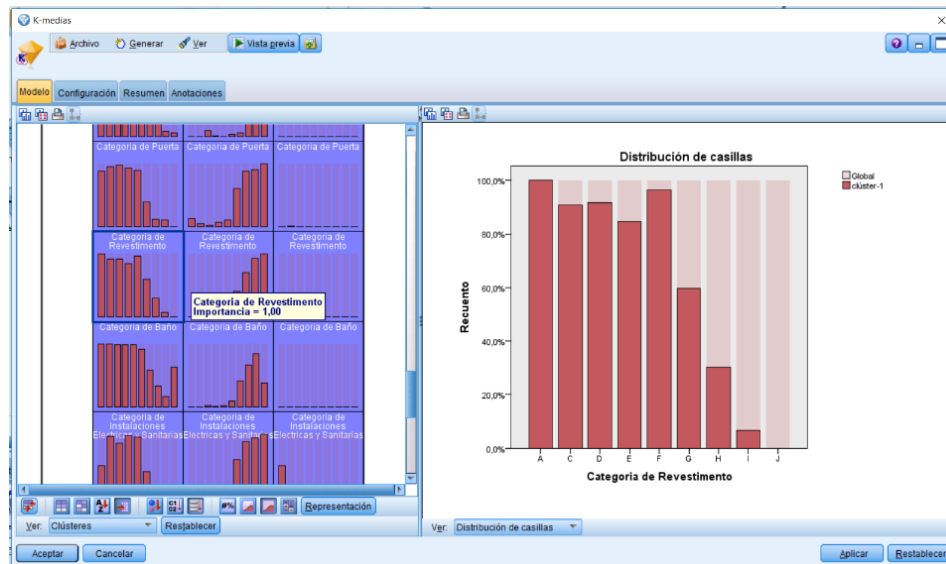 K-medias
Archivo Generar Ver Vista previa
Modelo Configuración Resumen Anotaciones
Categoria de Puerta Categoria de Puerta Categoria de Puerta
Categoria de Revestimento Categoria de Revestimento Categoria de Revestimento
Categoria de Revestimento
Importancia = 1,00
Categoria de Baño Categoria de Baño Categoria de Baño
Categoria de Instalaciones Electricas y Sanitarias Categoria de Instalaciones Electricas y Sanitarias Categoria de Instalaciones Electricas y Sanitarias
Representación
Ver: Clústeres Restablecer
Distribución de casillas
Global
clúster-1
100,0%
80,0%
60,0%
40,0%
20,0%
0,0%
Recuento
A C D E F G H I J
Categoria de Revestimento
Ver: Distribución de casillas
Aceptar Cancelar Aplicar Restablecer